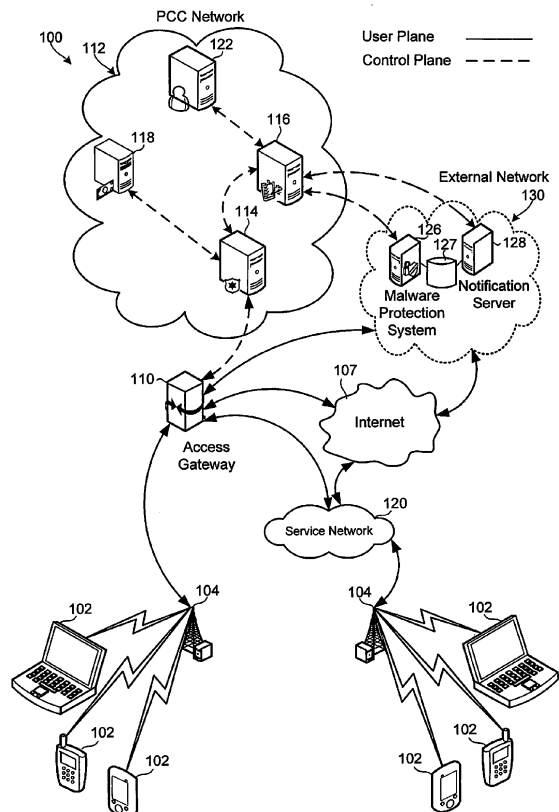 PCC Network
100
112
122
User Plane
Control Plane
118
116
114
External Network
130
126
127
128
Malware
Protection
System
Notification
Server
110
Access
Gateway
107
Internet
120
Service Network
104
104
102
102
102
102
102
102